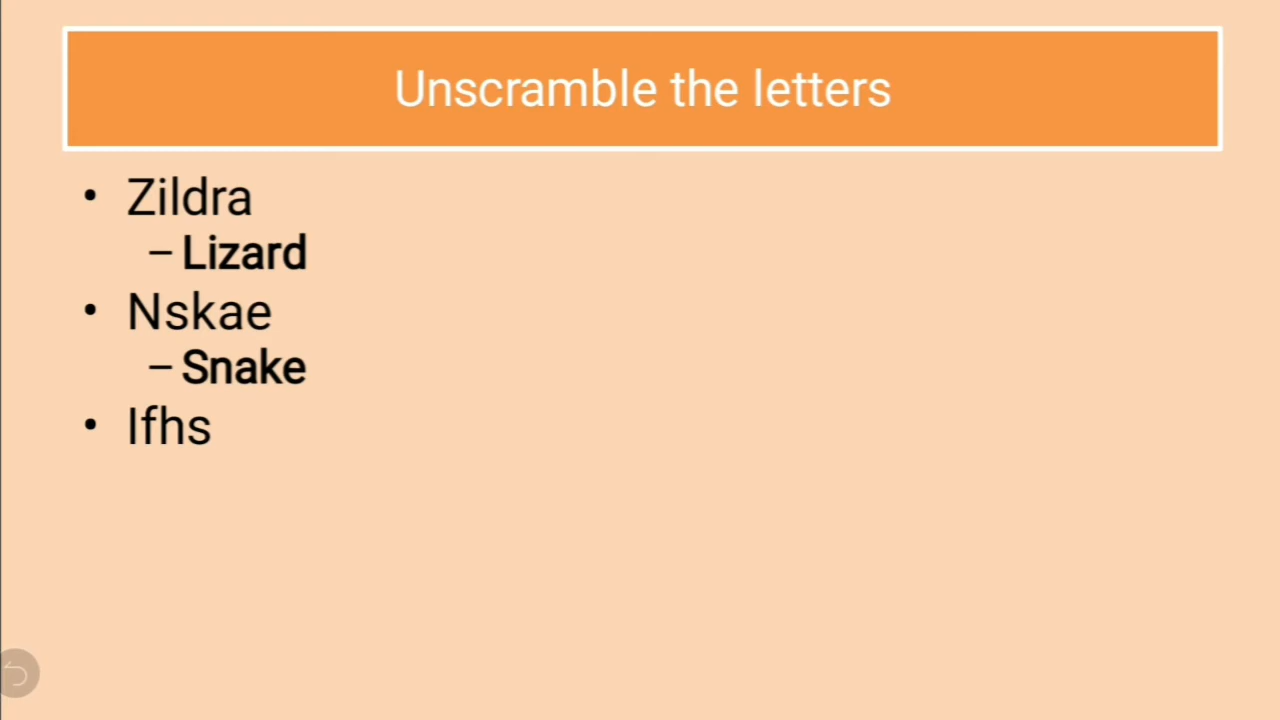 Unscramble the letters
• Zildra
– Lizard
• Nskae
– Snake
• Ifhs